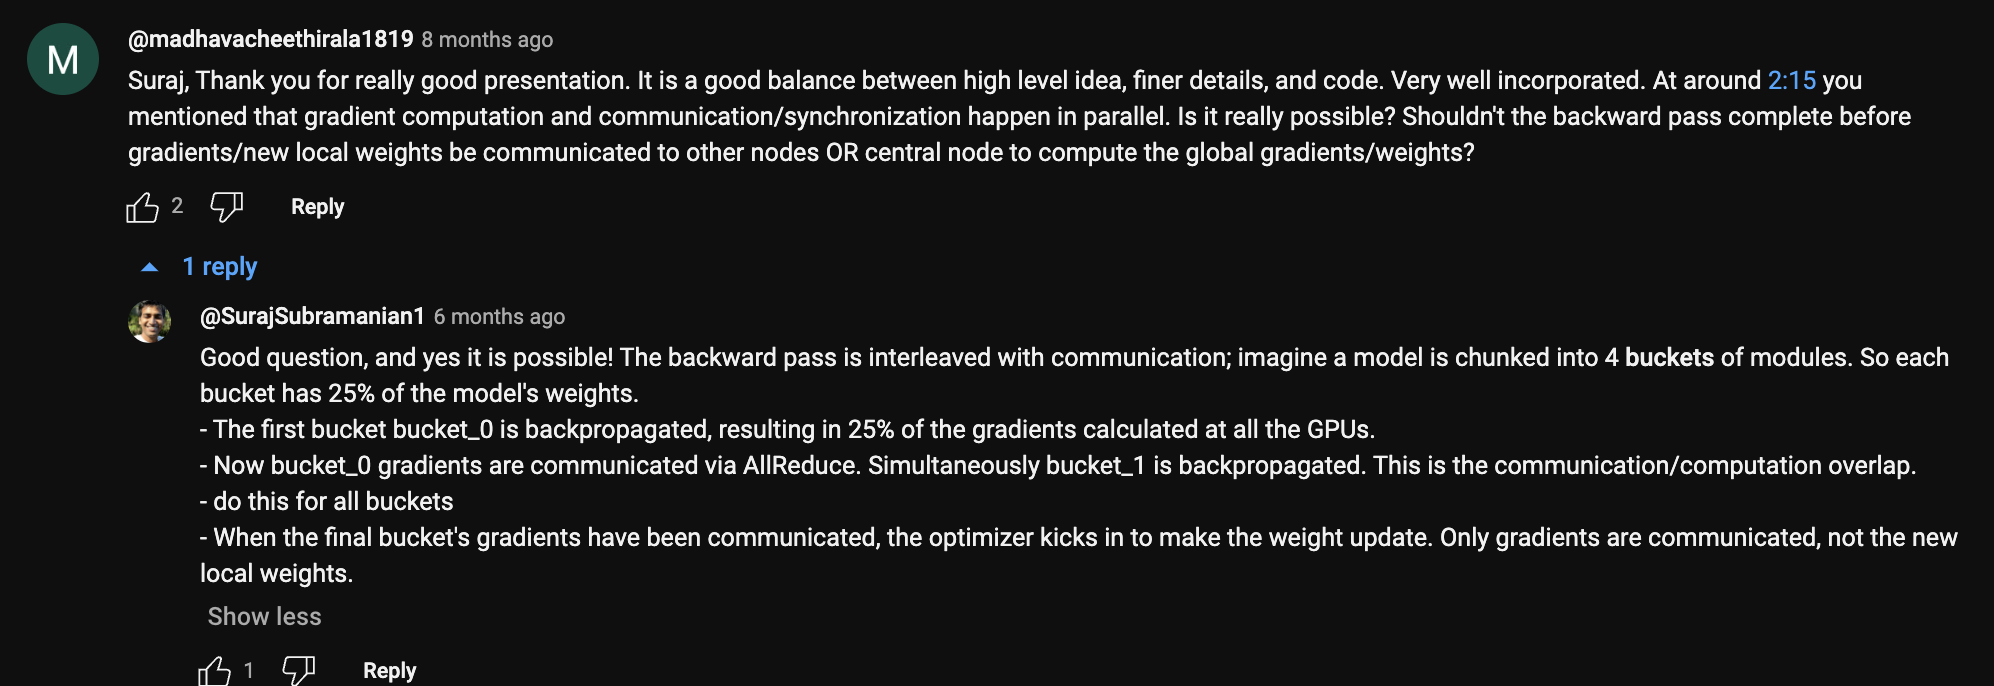 M
@madhavacheethirala1819 8 months ago
Suraj, Thank you for really good presentation. It is a good balance between high level idea, finer details, and code. Very well incorporated. At around 2:15 you
mentioned that gradient computation and communication/synchronization happen in parallel. Is it really possible? Shouldn't the backward pass complete before
gradients/new local weights be communicated to other nodes OR central node to compute the global gradients/weights?
2 Reply
1 reply
@SurajSubramanian1 6 months ago
Good question, and yes it is possible! The backward pass is interleaved with communication; imagine a model is chunked into 4 buckets of modules. So each
bucket has 25% of the model's weights.
- The first bucket bucket_0 is backpropagated, resulting in 25% of the gradients calculated at all the GPUs.
- Now bucket_0 gradients are communicated via AllReduce. Simultaneously bucket_1 is backpropagated. This is the communication/computation overlap.
- do this for all buckets
- When the final bucket's gradients have been communicated, the optimizer kicks in to make the weight update. Only gradients are communicated, not the new
local weights.
Show less
1 Reply